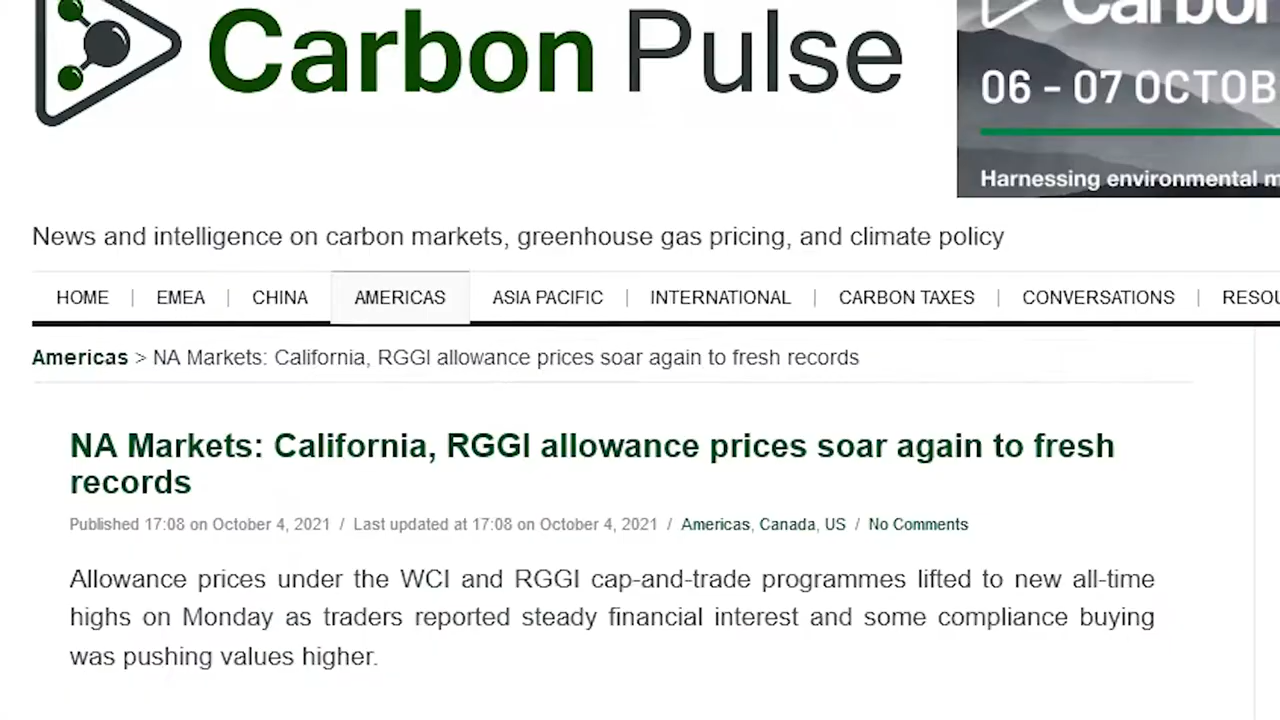 Carbon Pulse
06 - 07
Harnessing environmental
News and intelligence on carbon markets, greenhouse gas pricing, and climate policy
HOME | EMEA | CHINA AMERICAS ASIA PACIFIC | INTERNATIONAL | CARBON TAXES | CONVERSATIONS |
Americas > NA Markets: California, RGGI allowance prices soar again to fresh records
NA Markets: California, RGGI allowance prices soar again to fresh
records
Published 17:08 on October 4, 2021 / Last updated at 17:08 on October 4, 2021 / Americas, Canada, US / No Comments
Allowance prices under the WCI and RGGI cap-and-trade programmes lifted to new all-time
highs on Monday as traders reported steady financial interest and some compliance buying
was pushing values higher.